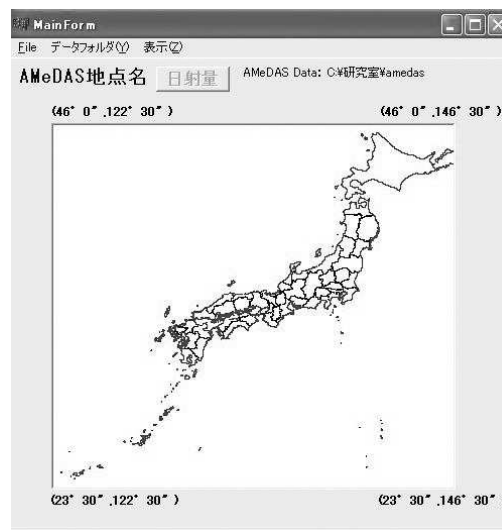 MainForm
File データフォルダ(Y) 表示(Z)
AMeDAS地点名 日射量 AMeDAS Data: C:¥研究室¥amedas
(46° 0″ ,122° 30″ ) (46° 0″ ,146° 30″ )
(23° 30″ ,122° 30″ ) (23° 30″ ,146° 30″ )